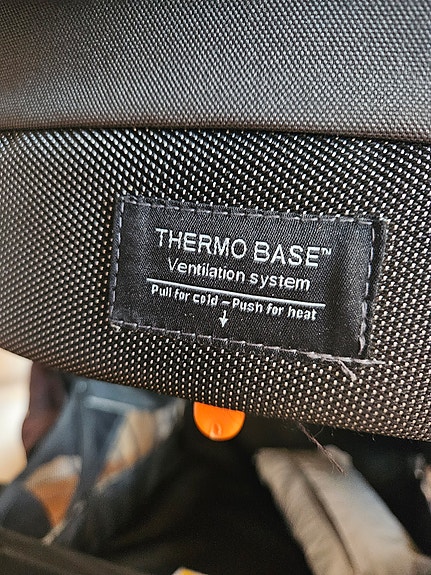 THERMO BASE™
Ventilation system
Pull for cold - Push for heat
↓